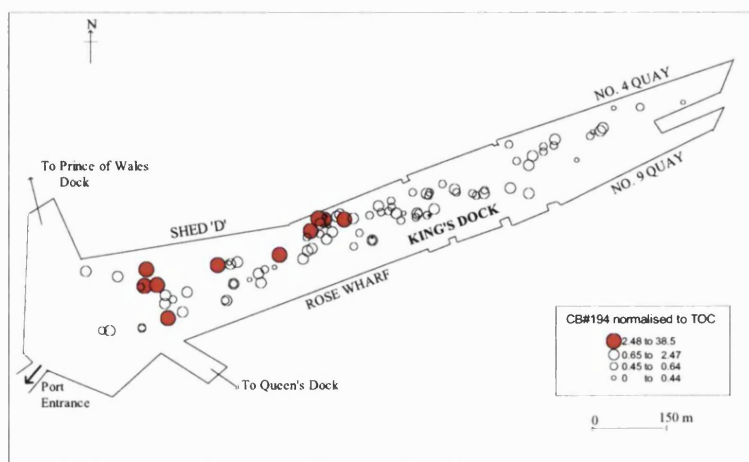 N
NO. 4 QUAY
To Prince of Wales
Dock
NO. 9 QUAY
SHED 'D'
KING'S DOCK
ROSE WHARF
CB#194 normalised to TOC
2.48 to 38.5
0.65 to 2.47
0.45 to 0.64
0 to 0.44
Port
Entrance
To Queen's Dock
0 150 m